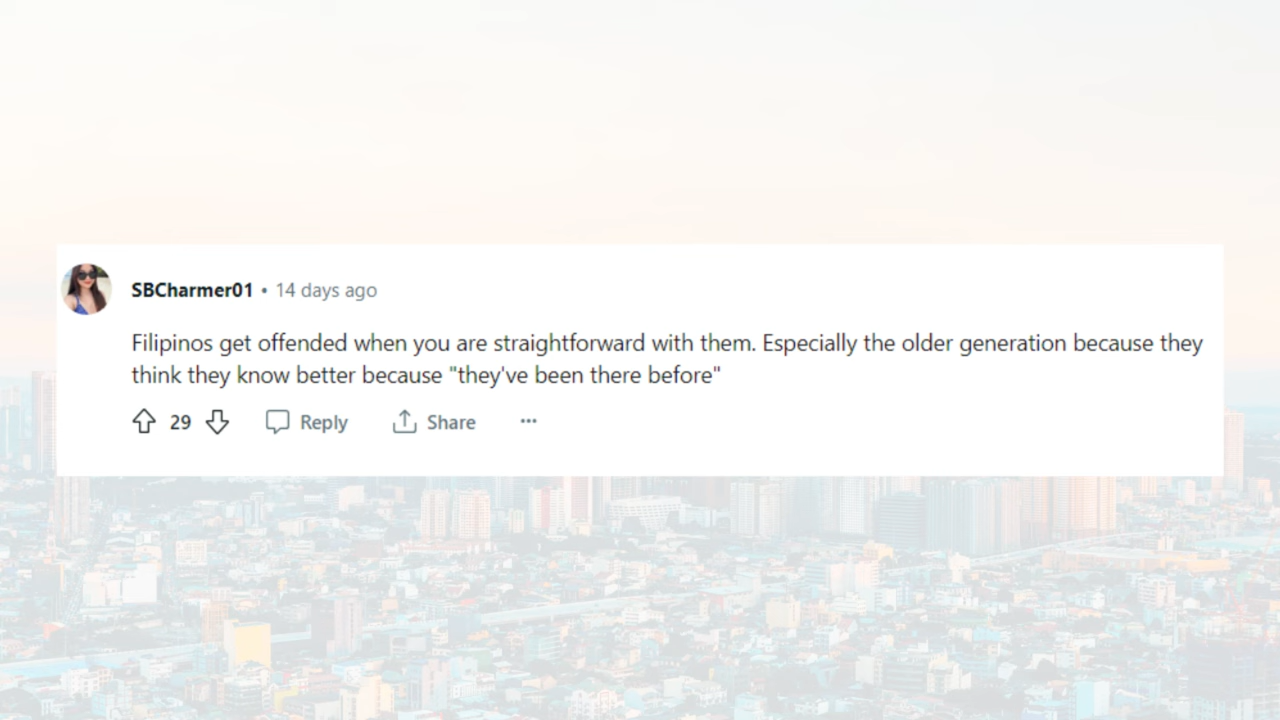 SBCharmer01 • 14 days ago
Filipinos get offended when you are straightforward with them. Especially the older generation because they
think they know better because "they've been there before"
29 Reply Share ...